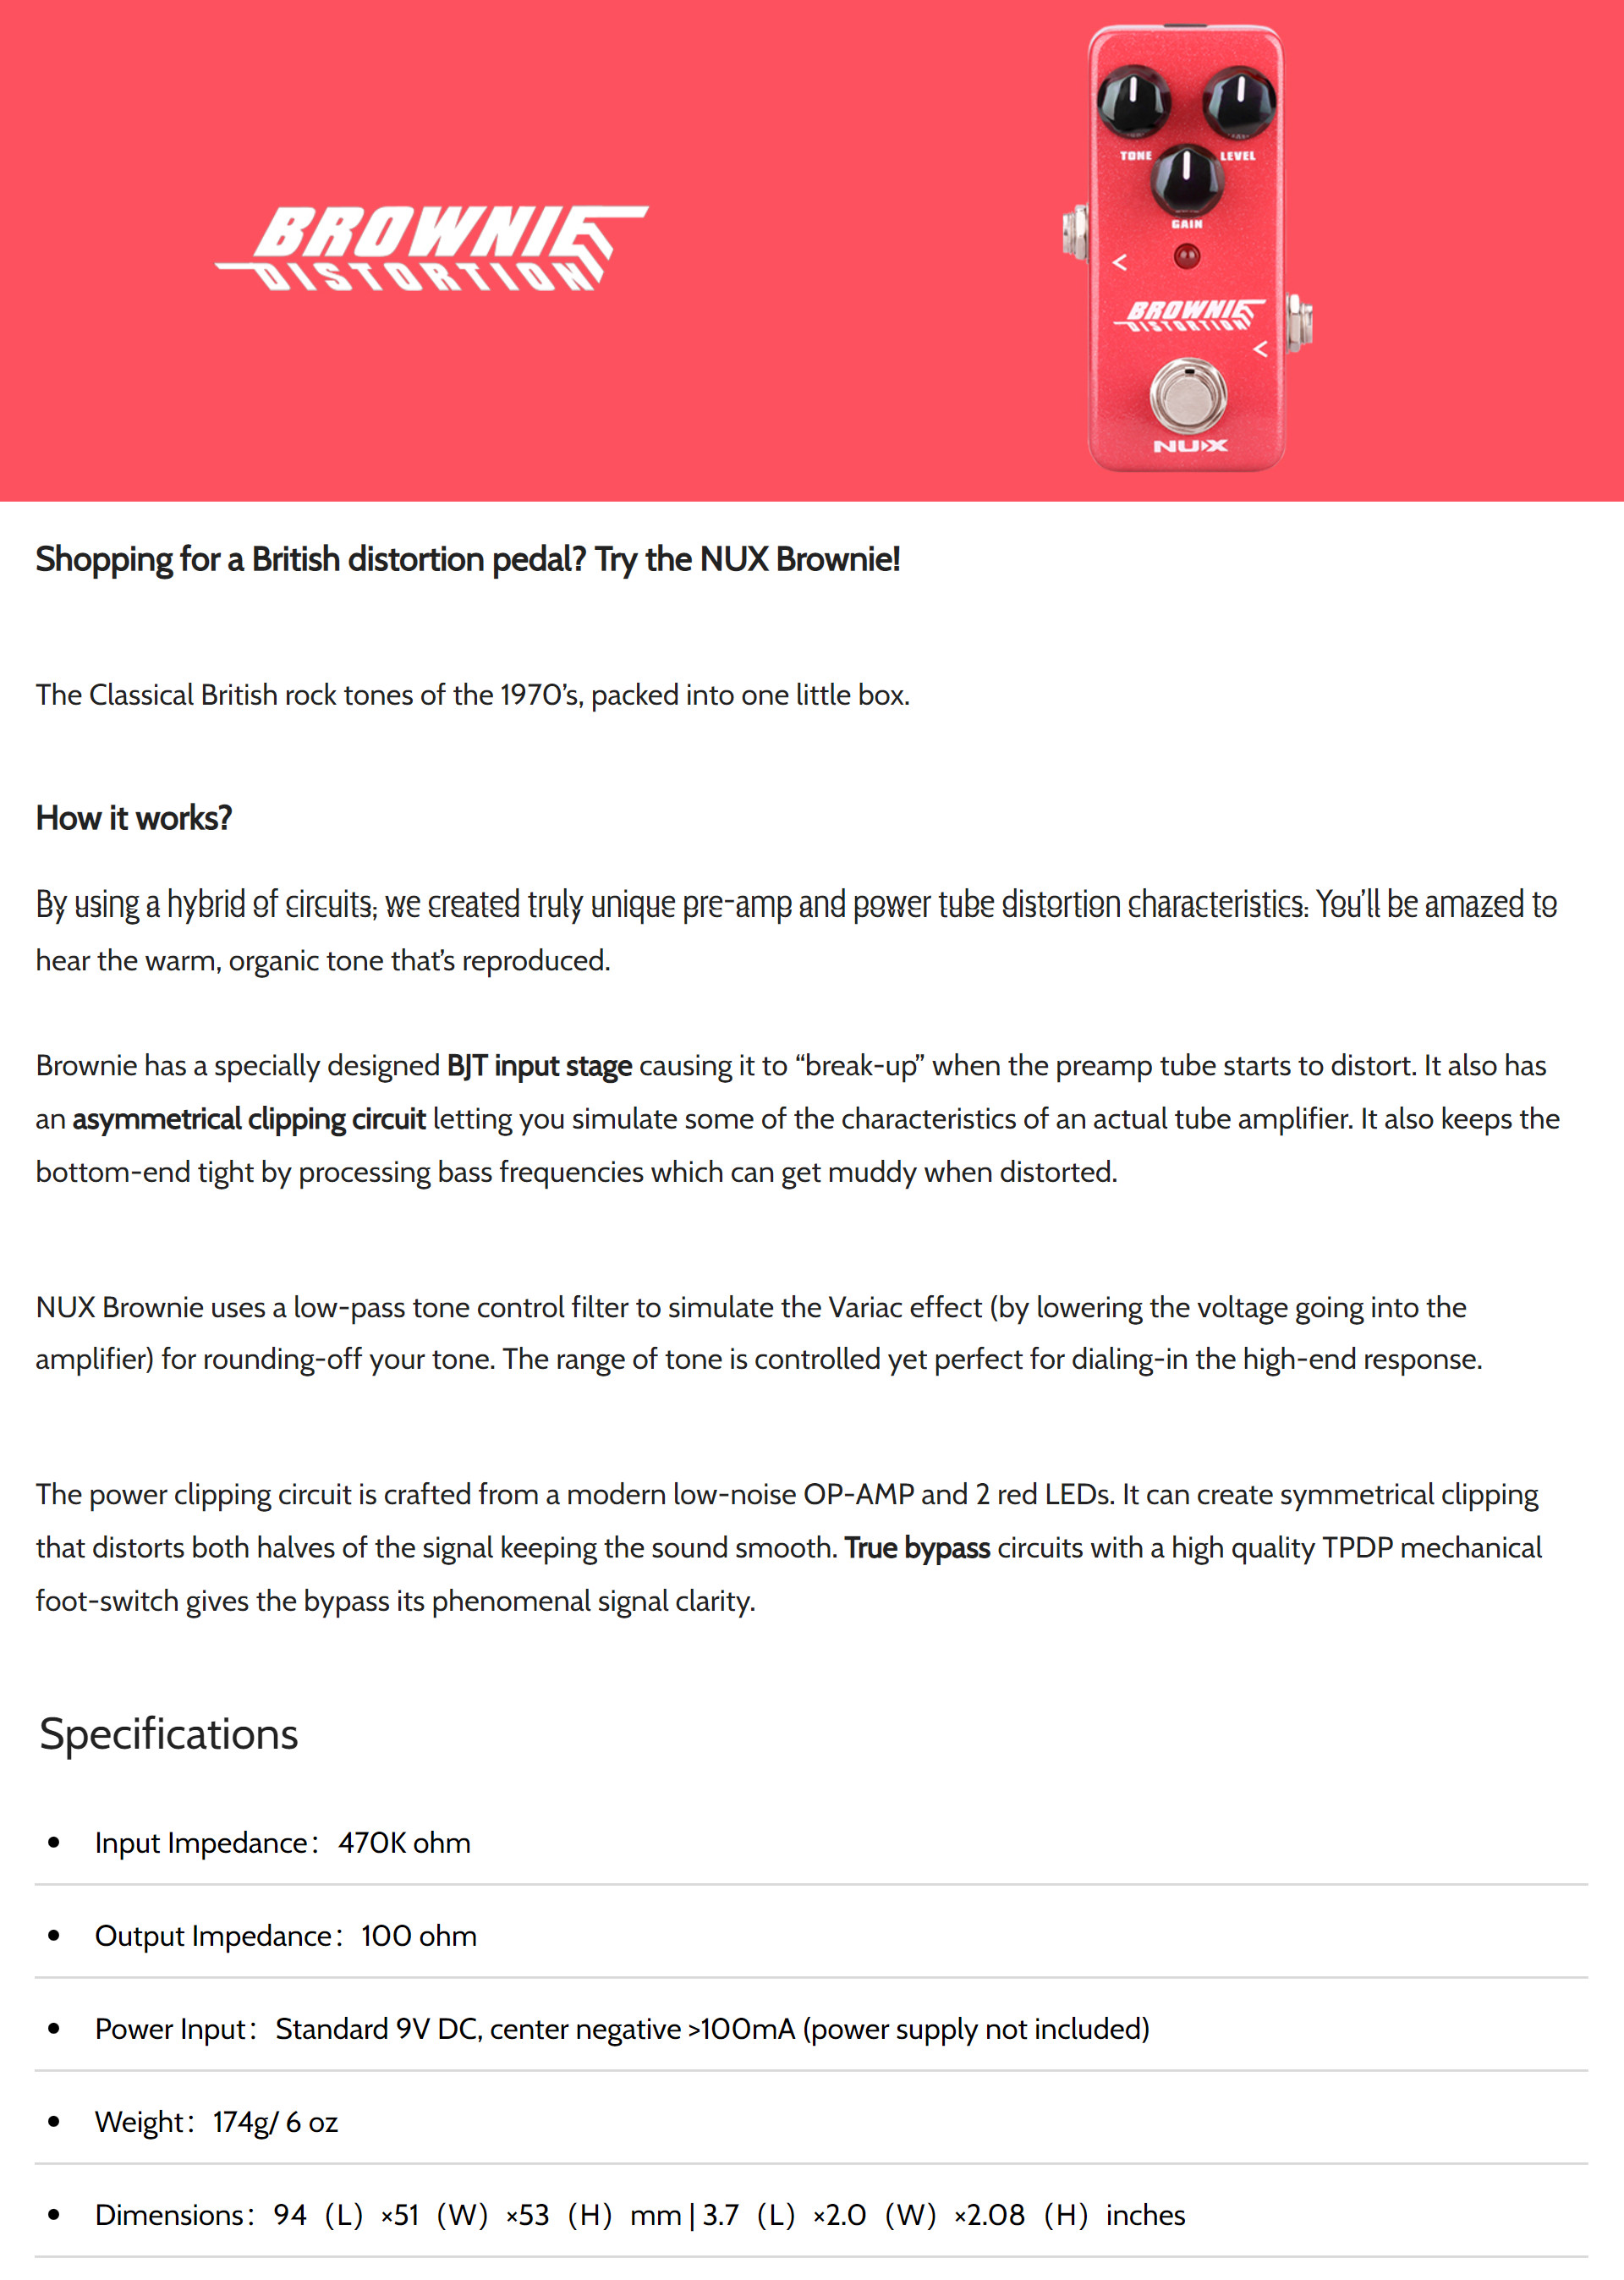 BROWNIE
DISTORTION
TONE
LEVEL
GAIN
<
BROWNIE
DISTORTION
<
NUX
Shopping for a British distortion pedal? Try the NUX Brownie!
The Classical British rock tones of the 1970’s, packed into one little box.
How it works?
By using a hybrid of circuits, we created truly unique pre-amp and power tube distortion characteristics. You’ll be amazed to
hear the warm, organic tone that’s reproduced.
Brownie has a specially designed BJT input stage causing it to “break-up” when the preamp tube starts to distort. It also has
an asymmetrical clipping circuit letting you simulate some of the characteristics of an actual tube amplifier. It also keeps the
bottom-end tight by processing bass frequencies which can get muddy when distorted.
NUX Brownie uses a low-pass tone control filter to simulate the Variac effect (by lowering the voltage going into the
amplifier) for rounding-off your tone. The range of tone is controlled yet perfect for dialing-in the high-end response.
The power clipping circuit is crafted from a modern low-noise OP-AMP and 2 red LEDs. It can create symmetrical clipping
that distorts both halves of the signal keeping the sound smooth. True bypass circuits with a high quality TPDP mechanical
foot-switch gives the bypass its phenomenal signal clarity.
Specifications
• Input Impedance：470K ohm
• Output Impedance：100 ohm
• Power Input：Standard 9V DC, center negative >100mA (power supply not included)
• Weight：174g/ 6 oz
• Dimensions：94（L）×51（W）×53（H）mm | 3.7（L）×2.0（W）×2.08（H）inches